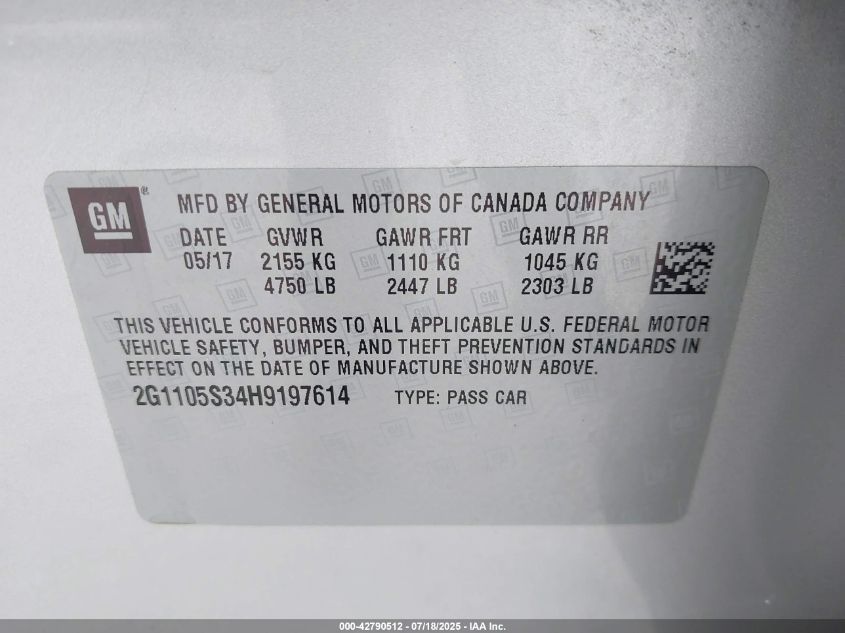 GM®
MFD BY GENERAL MOTORS OF CANADA COMPANY
DATE GVWR GAWR FRT GAWR RR
05/17 2155 KG 1110 KG 1045 KG
4750 LB 2447 LB 2303 LB
THIS VEHICLE CONFORMS TO ALL APPLICABLE U.S. FEDERAL MOTOR
VEHICLE SAFETY, BUMPER, AND THEFT PREVENTION STANDARDS IN
EFFECT ON THE DATE OF MANUFACTURE SHOWN ABOVE.
2G1105S34H9197614 TYPE: PASS CAR
000-42790512 - 07/18/2025 - IAA Inc.